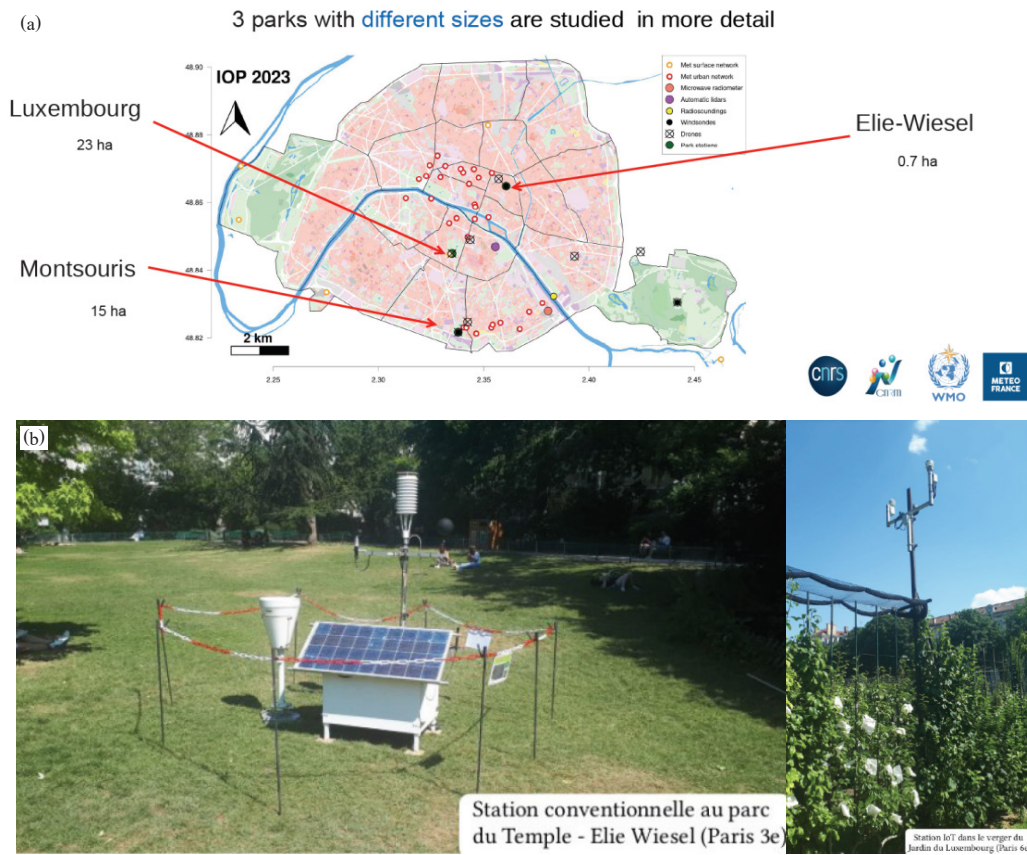 (a)
3 parks with different sizes are studied in more detail
IOP 2023
Luxembourg
23 ha
Montsouris
15 ha
Elie-Wiesel
0.7 ha
Met surface network
Met urban network
Microwave radiometer
Automatic lidars
Radiosoundings
Windsondes
Drones
Park stations
48.90
48.88
48.86
48.84
48.82
2 km
2.25
2.30
2.35
2.40
2.45
cnrs
CNRM
WMO
METEO
FRANCE
(b)
Station conventionnelle au parc
du Temple - Elie Wiesel (Paris 3e)
Station IoT dans le verger du
Jardin du Luxembourg (Paris 6e